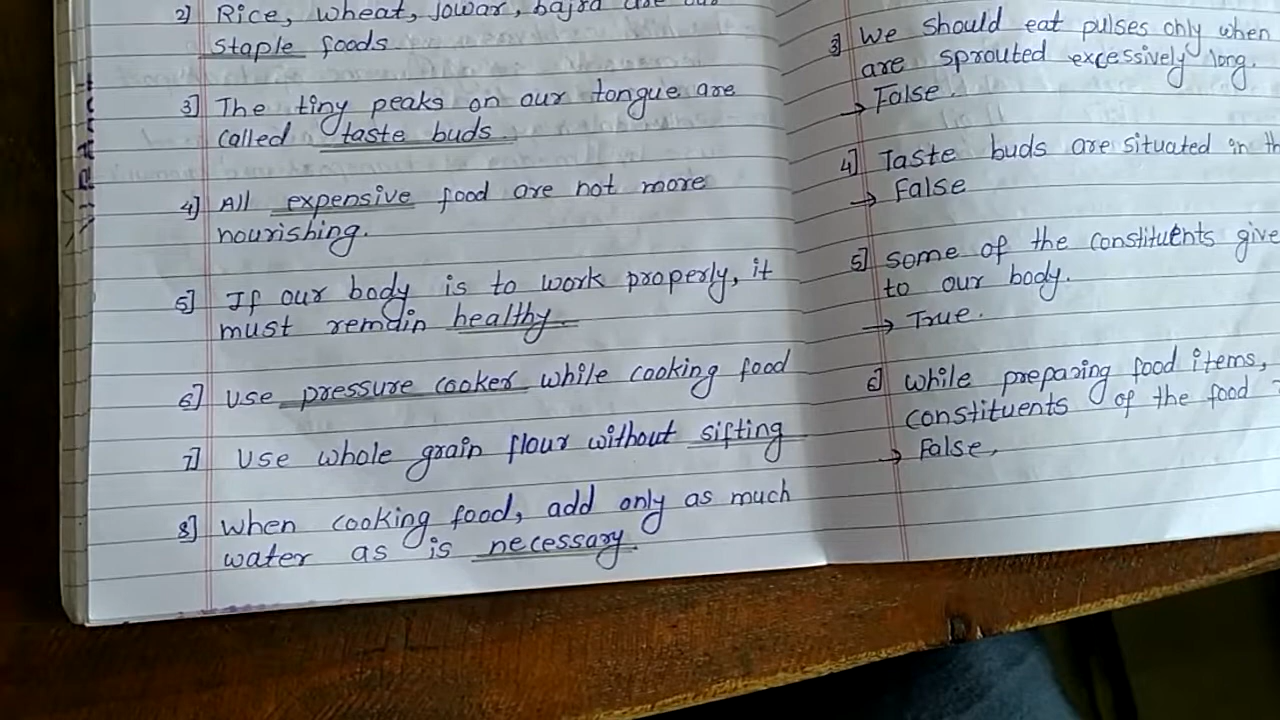 2] Rice, wheat, jowar, bajra are our
staple foods
3] The tiny peaks on our tongue are
called taste buds
4] All expensive food are not more
nourishing.
5] If our body is to work properly, it
must remain healthy
6] Use pressure cooker while cooking food
7] Use whole grain flour without sifting
8] When cooking food, add only as much
water as is necessary.
3] We should eat pulses only when
are sprouted excessively long.
→ False.
4] Taste buds are situated in
→ False
5] some of the constituents give
to our body.
→ True.
6] while preparing food items,
constituents of the food
→ False,